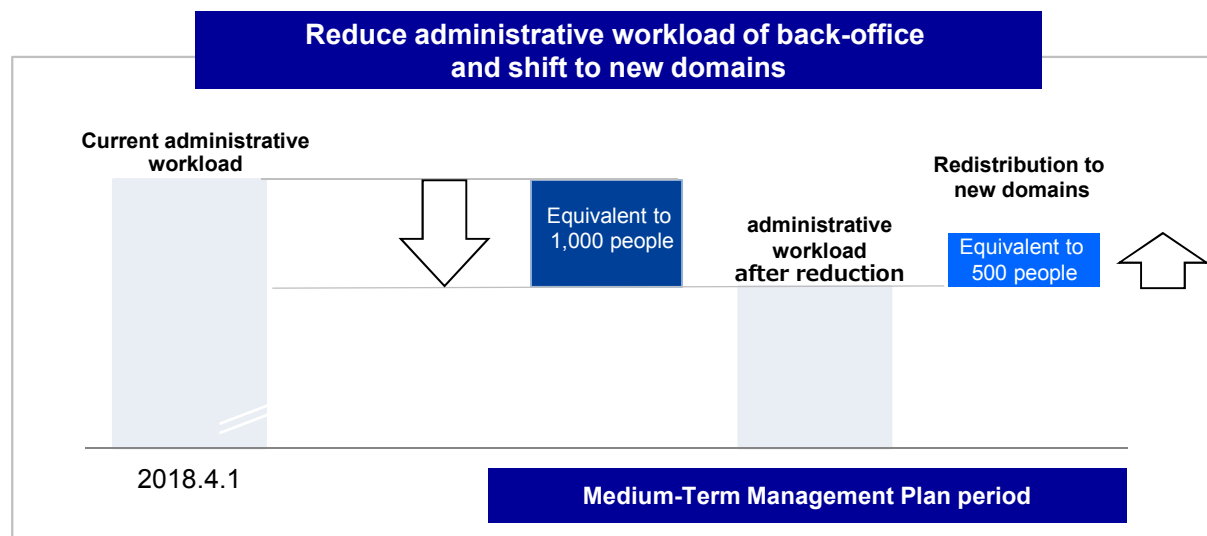 Reduce administrative workload of back-office
and shift to new domains
Current administrative
workload
Equivalent to
1,000 people
administrative
workload
after reduction
Redistribution to
new domains
Equivalent to
500 people
2018.4.1
Medium-Term Management Plan period